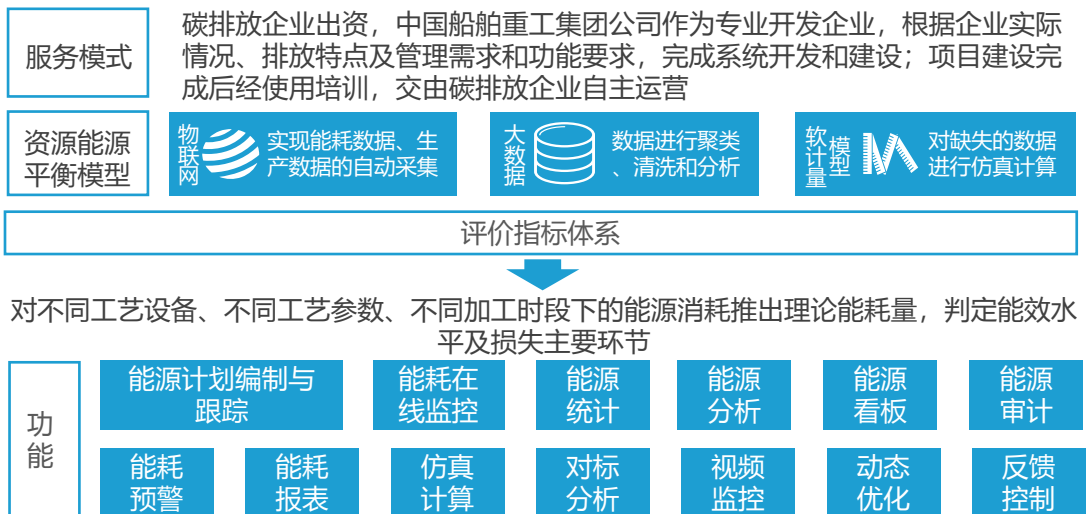 服务模式
碳排放企业出资，中国船舶重工集团公司作为专业开发企业，根据企业实际
情况、排放特点及管理需求和功能要求，完成系统开发和建设；项目建设完
成后经使用培训，交由碳排放企业自主运营
资源能源
平衡模型
物联网
实现能耗数据、生
产数据的自动采集
大数据
数据进行聚类
、清洗和分析
软计量
模型
对缺失的数据
进行仿真计算
评价指标体系
对不同工艺设备、不同工艺参数、不同加工时段下的能源消耗推出理论能耗量，判定能效水
平及损失主要环节
功
能
能源计划编制与
跟踪
能耗在
线监控
能源
统计
能源
分析
能源
看板
能源
审计
能耗
预警
能耗
报表
仿真
计算
对标
分析
视频
监控
动态
优化
反馈
控制